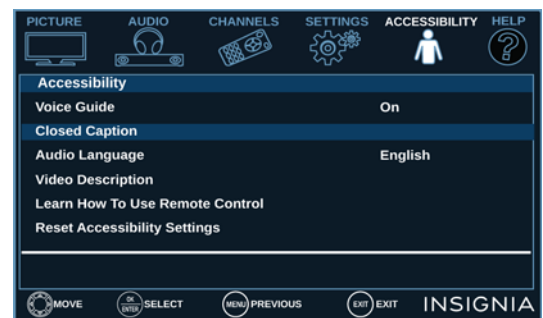 PICTURE AUDIO CHANNELS SETTINGS ACCESSIBILITY HELP
Accessibility
Voice Guide On
Closed Caption
Audio Language English
Video Description
Learn How To Use Remote Control
Reset Accessibility Settings
MOVE OK ENTER SELECT MENU PREVIOUS EXIT EXIT INSIGNIA